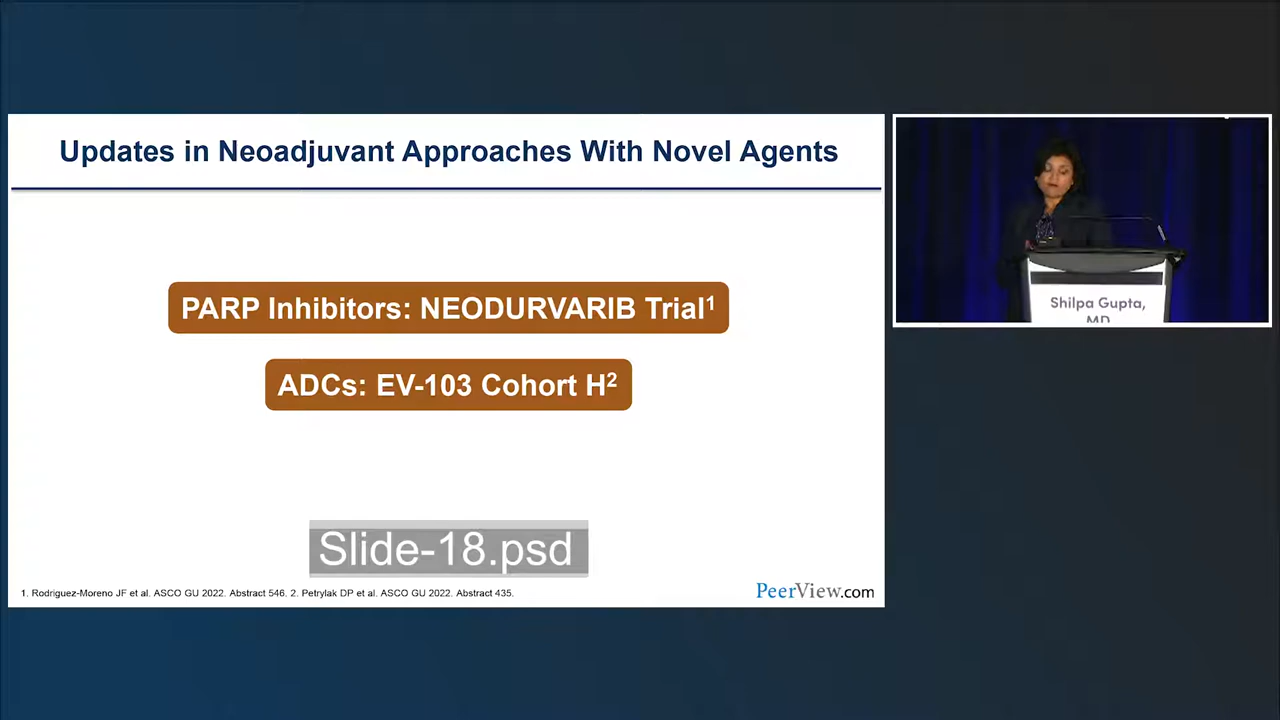 Updates in Neoadjuvant Approaches With Novel Agents
PARP Inhibitors: NEODURVARIB Trial¹
ADCs: EV-103 Cohort H²
Slide-18.psd
1. Rodriguez-Moreno JF et al. ASCO GU 2022. Abstract 546. 2. Petrylak DP et al. ASCO GU 2022. Abstract 435.
PeerView.com
Shilpa Gupta,
MD